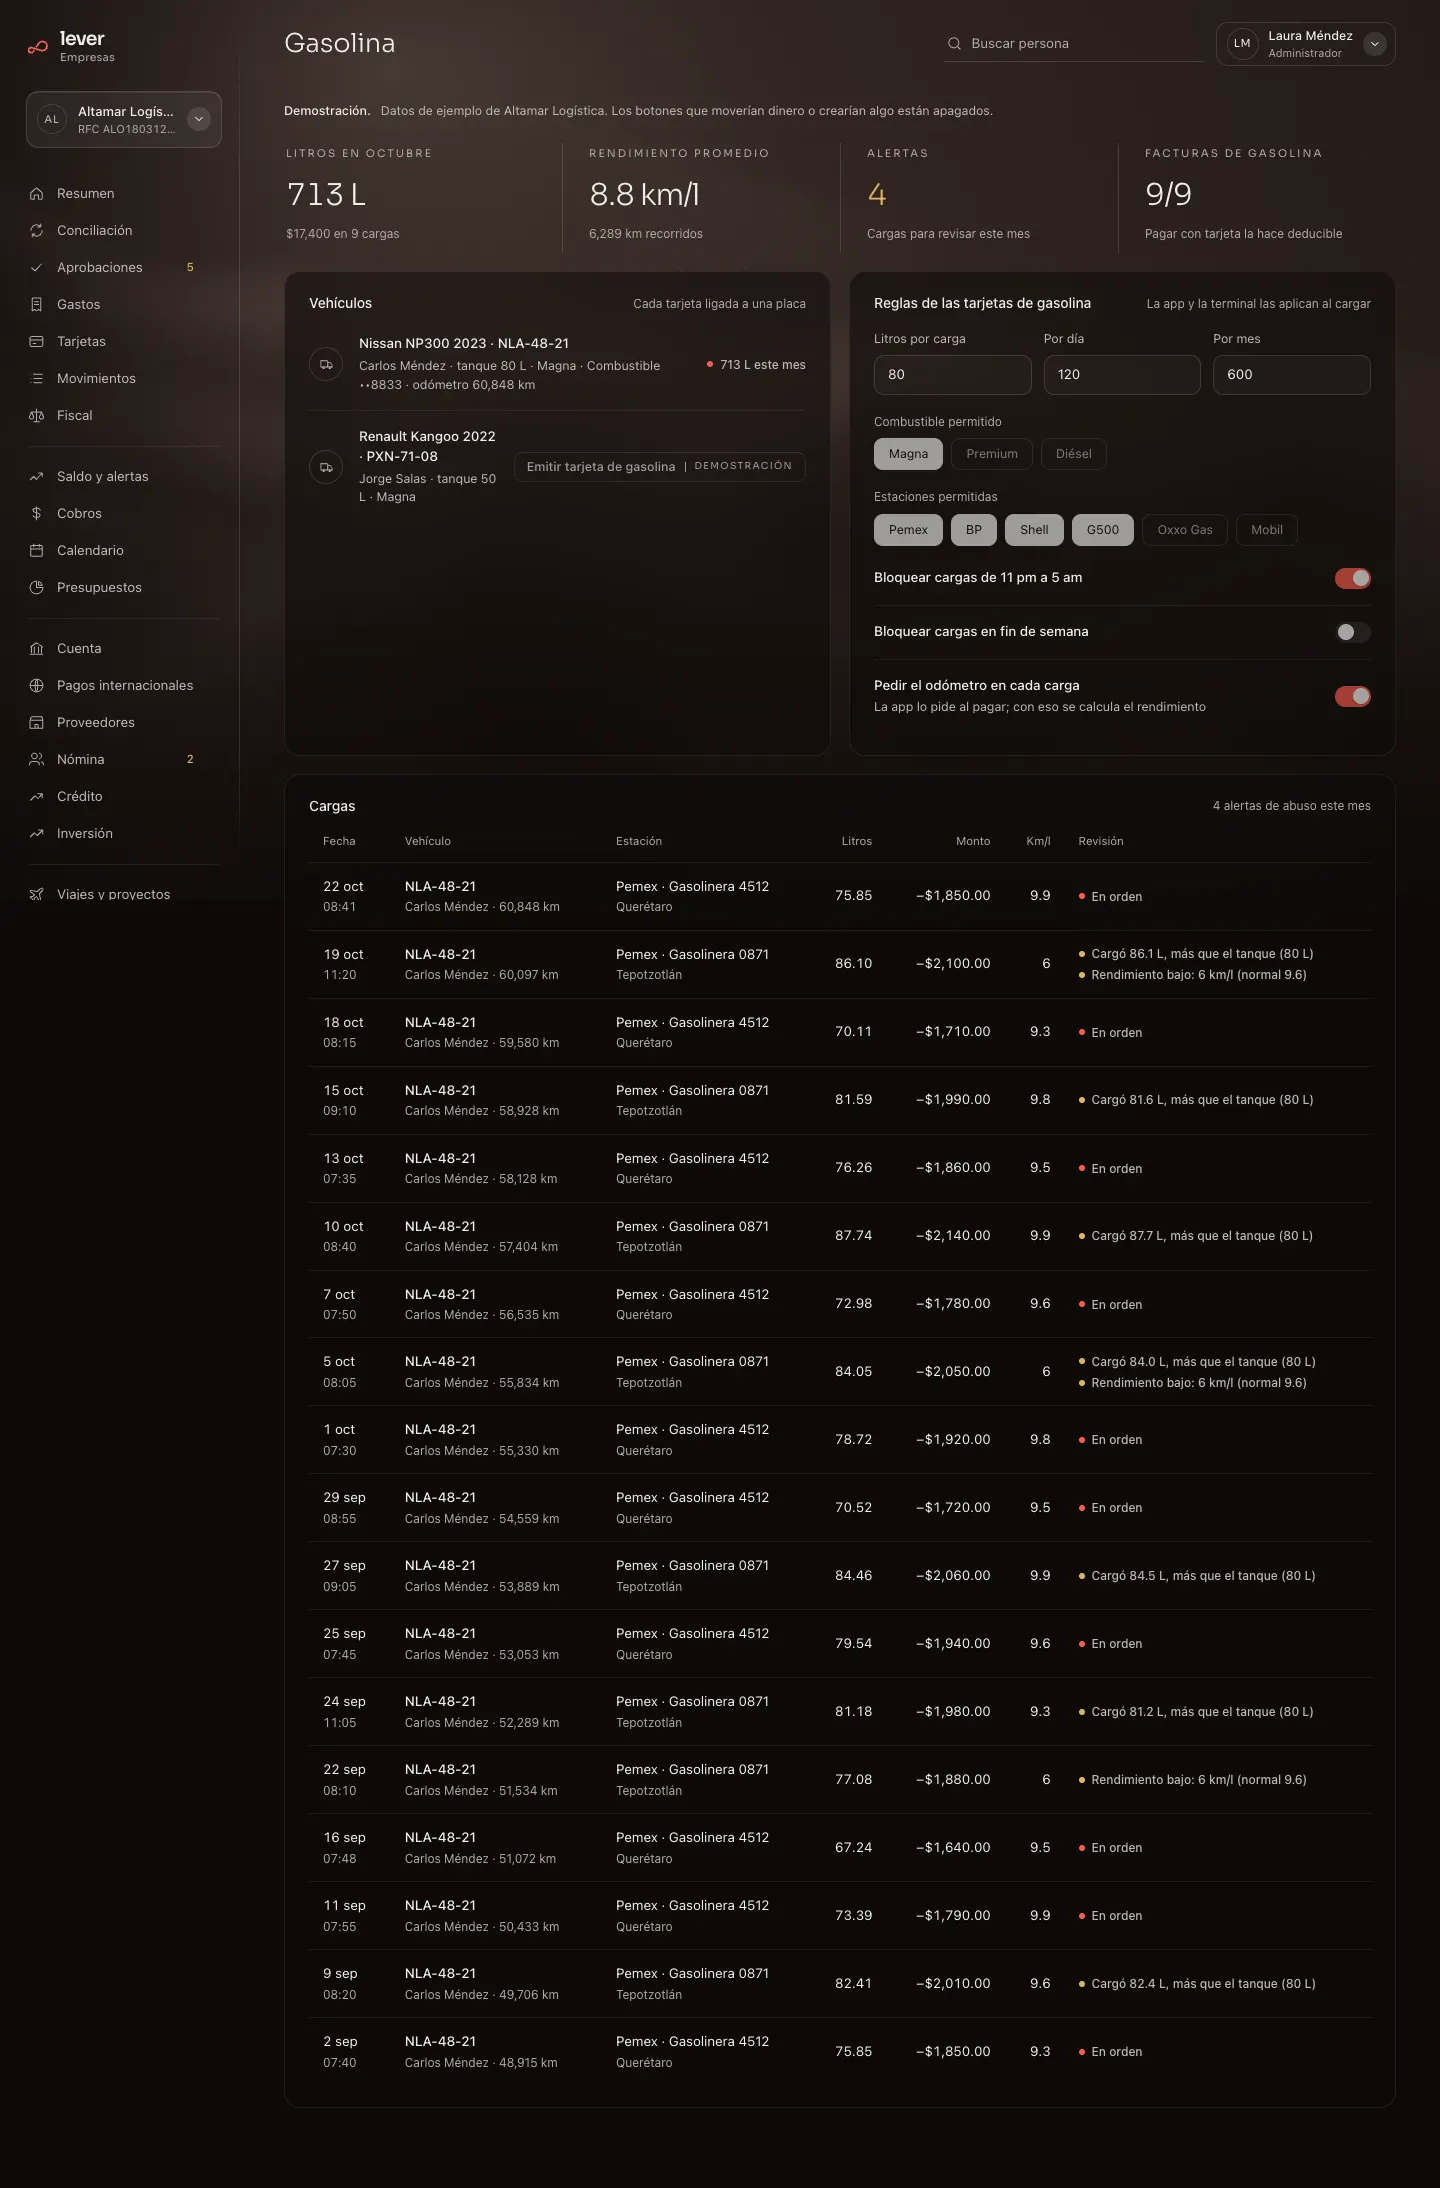 lever
Empresas
AL
Altamar Logís...
RFC ALO180312...
Resumen
Conciliación
Aprobaciones 5
Gastos
Tarjetas
Movimientos
Fiscal
Saldo y alertas
Cobros
Calendario
Presupuestos
Cuenta
Pagos internacionales
Proveedores
Nómina 2
Crédito
Inversión
Viajes y proyectos
Gasolina
Buscar persona
LM
Laura Méndez
Administrador
Demostración. Datos de ejemplo de Altamar Logística. Los botones que moverían dinero o crearían algo están apagados.
LITROS EN OCTUBRE
713 L
$17,400 en 9 cargas
RENDIMIENTO PROMEDIO
8.8 km/l
6,289 km recorridos
ALERTAS
4
Cargas para revisar este mes
FACTURAS DE GASOLINA
9/9
Pagar con tarjeta la hace deducible
Vehículos
Cada tarjeta ligada a una placa
Nissan NP300 2023 · NLA-48-21
Carlos Méndez · tanque 80 L · Magna · Combustible
··8833 · odómetro 60,848 km
713 L este mes
Renault Kangoo 2022
· PXN-71-08
Jorge Salas · tanque 50
L · Magna
Emitir tarjeta de gasolina | DEMOSTRACIÓN
Reglas de las tarjetas de gasolina
La app y la terminal las aplican al cargar
Litros por carga
80
Por día
120
Por mes
600
Combustible permitido
Magna Premium Diésel
Estaciones permitidas
Pemex BP Shell G500 Oxxo Gas Mobil
Bloquear cargas de 11 pm a 5 am
Bloquear cargas en fin de semana
Pedir el odómetro en cada carga
La app lo pide al pagar; con eso se calcula el rendimiento
Cargas
4 alertas de abuso este mes
Fecha Vehículo Estación Litros Monto Km/l Revisión
22 oct NLA-48-21 Pemex · Gasolinera 4512 75.85 −$1,850.00 9.9 En orden
08:41 Carlos Méndez · 60,848 km Querétaro
19 oct NLA-48-21 Pemex · Gasolinera 0871 86.10 −$2,100.00 6 Cargó 86.1 L, más que el tanque (80 L)
11:20 Carlos Méndez · 60,097 km Tepotzotlán Rendimiento bajo: 6 km/l (normal 9.6)
18 oct NLA-48-21 Pemex · Gasolinera 4512 70.11 −$1,710.00 9.3 En orden
08:15 Carlos Méndez · 59,580 km Querétaro
15 oct NLA-48-21 Pemex · Gasolinera 0871 81.59 −$1,990.00 9.8 Cargó 81.6 L, más que el tanque (80 L)
09:10 Carlos Méndez · 58,928 km Tepotzotlán
13 oct NLA-48-21 Pemex · Gasolinera 4512 76.26 −$1,860.00 9.5 En orden
07:35 Carlos Méndez · 58,128 km Querétaro
10 oct NLA-48-21 Pemex · Gasolinera 0871 87.74 −$2,140.00 9.9 Cargó 87.7 L, más que el tanque (80 L)
08:40 Carlos Méndez · 57,404 km Tepotzotlán
7 oct NLA-48-21 Pemex · Gasolinera 4512 72.98 −$1,780.00 9.6 En orden
07:50 Carlos Méndez · 56,535 km Querétaro
5 oct NLA-48-21 Pemex · Gasolinera 0871 84.05 −$2,050.00 6 Cargó 84.0 L, más que el tanque (80 L)
08:05 Carlos Méndez · 55,834 km Tepotzotlán Rendimiento bajo: 6 km/l (normal 9.6)
1 oct NLA-48-21 Pemex · Gasolinera 4512 78.72 −$1,920.00 9.8 En orden
07:30 Carlos Méndez · 55,330 km Querétaro
29 sep NLA-48-21 Pemex · Gasolinera 4512 70.52 −$1,720.00 9.5 En orden
08:55 Carlos Méndez · 54,559 km Querétaro
27 sep NLA-48-21 Pemex · Gasolinera 0871 84.46 −$2,060.00 9.9 Cargó 84.5 L, más que el tanque (80 L)
09:05 Carlos Méndez · 53,889 km Tepotzotlán
25 sep NLA-48-21 Pemex · Gasolinera 4512 79.54 −$1,940.00 9.6 En orden
07:45 Carlos Méndez · 53,053 km Querétaro
24 sep NLA-48-21 Pemex · Gasolinera 0871 81.18 −$1,980.00 9.3 Cargó 81.2 L, más que el tanque (80 L)
11:05 Carlos Méndez · 52,289 km Tepotzotlán
22 sep NLA-48-21 Pemex · Gasolinera 0871 77.08 −$1,880.00 6 Rendimiento bajo: 6 km/l (normal 9.6)
08:10 Carlos Méndez · 51,534 km Tepotzotlán
16 sep NLA-48-21 Pemex · Gasolinera 4512 67.24 −$1,640.00 9.5 En orden
07:48 Carlos Méndez · 51,072 km Querétaro
11 sep NLA-48-21 Pemex · Gasolinera 4512 73.39 −$1,790.00 9.9 En orden
07:55 Carlos Méndez · 50,433 km Querétaro
9 sep NLA-48-21 Pemex · Gasolinera 0871 82.41 −$2,010.00 9.6 Cargó 82.4 L, más que el tanque (80 L)
08:20 Carlos Méndez · 49,706 km Tepotzotlán
2 sep NLA-48-21 Pemex · Gasolinera 4512 75.85 −$1,850.00 9.3 En orden
07:40 Carlos Méndez · 48,915 km Querétaro